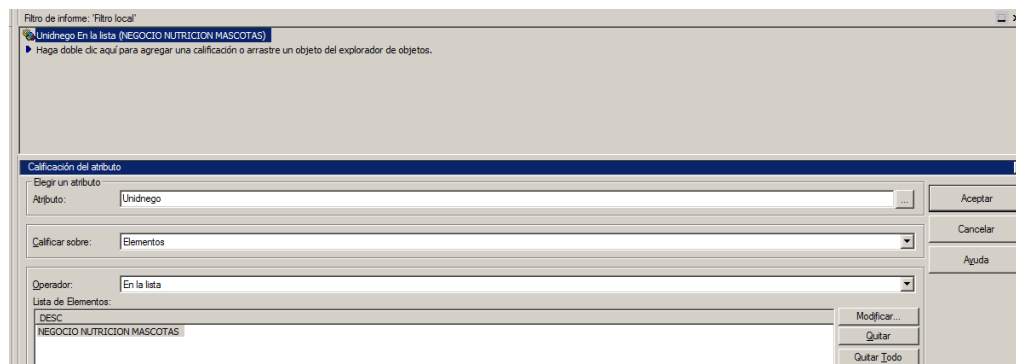 Filtro de informe: 'Filtro local'
Unidnego En la lista (NEGOCIO NUTRICION MASCOTAS)
Haga doble clic aquí para agregar una calificación o arrastre un objeto del explorador de objetos.
Calificación del atributo
Elegir un atributo
Atributo:
Unidnego
...
Aceptar
Calificar sobre:
Elementos
Cancelar
Ayuda
Operador:
En la lista
Lista de Elementos:
DESC
Modificar...
NEGOCIO NUTRICION MASCOTAS
Quitar
Quitar Todo